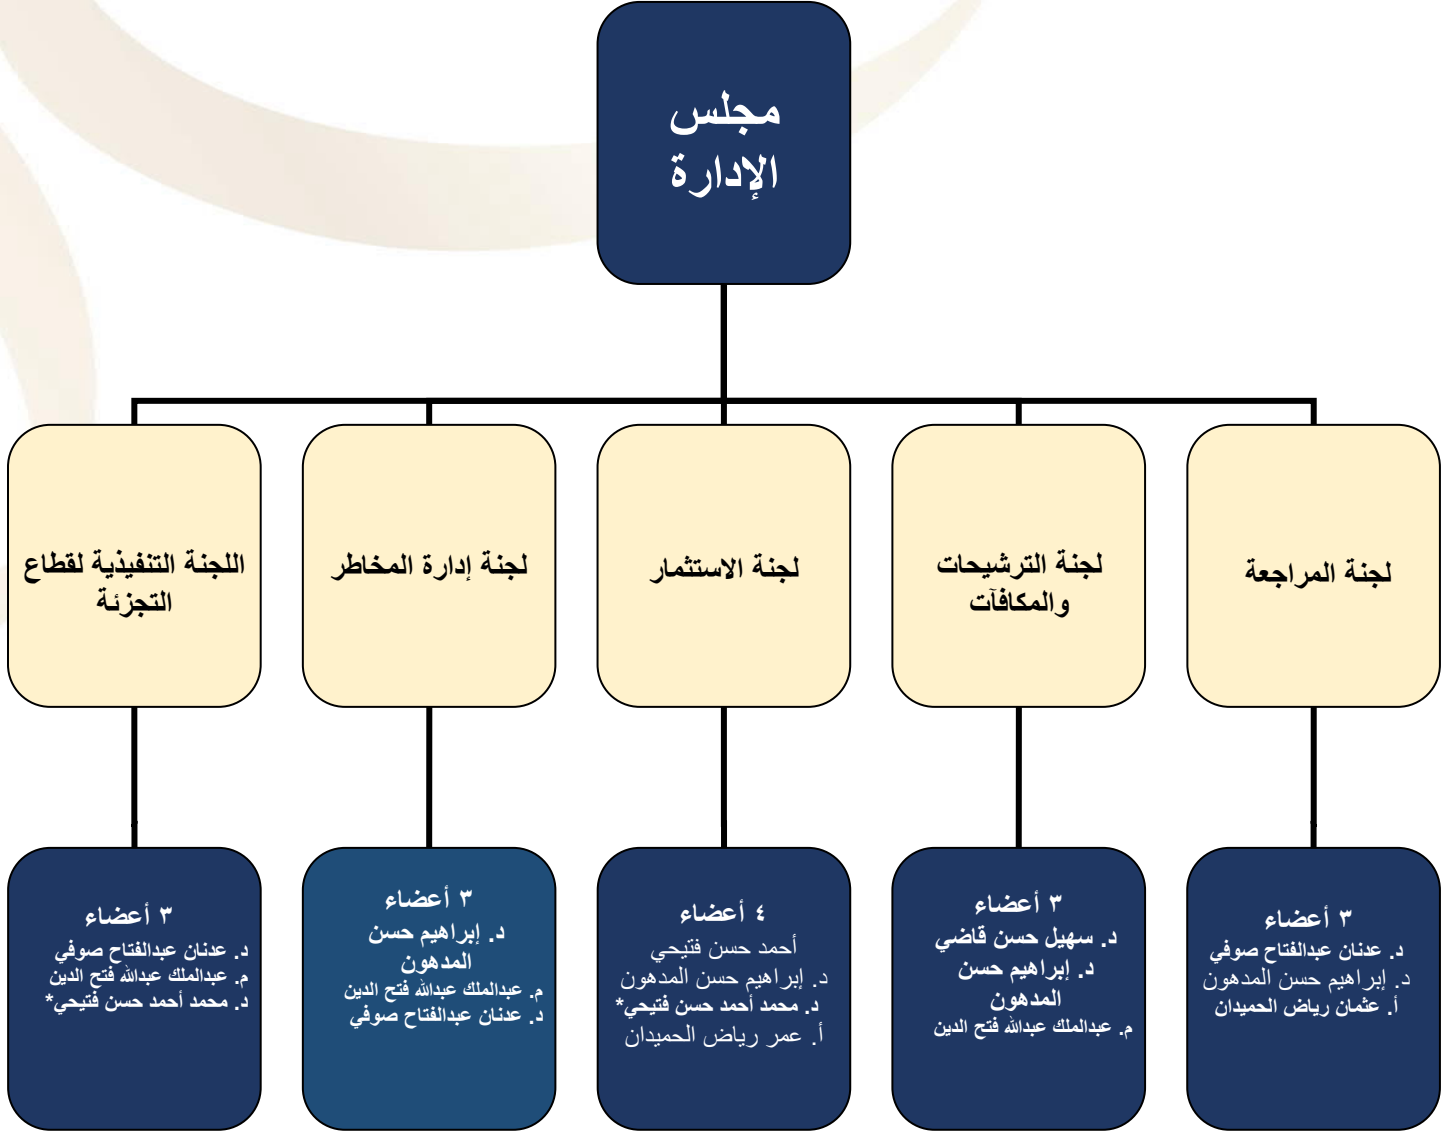 مجلس
الإدارة
لجنة المراجعة
لجنة الترشيحات
والمكافآت
لجنة الاستثمار
لجنة إدارة المخاطر
اللجنة التنفيذية لقطاع
التجزئة
٣ أعضاء
د. عدنان عبدالفتاح صوفي
د. إبراهيم حسن المدهون
أ. عثمان رياض الحميدان
٣ أعضاء
د. سهيل حسن قاضي
د. إبراهيم حسن
المدهون
م. عبدالملك عبدالله فتح الدين
٤ أعضاء
أحمد حسن فتيحي
د. إبراهيم حسن المدهون
د. محمد أحمد حسن فتيحي*
أ. عمر رياض الحميدان
٣ أعضاء
د. إبراهيم حسن
المدهون
م. عبدالملك عبدالله فتح الدين
د. عدنان عبدالفتاح صوفي
٣ أعضاء
د. عدنان عبدالفتاح صوفي
م. عبدالملك عبدالله فتح الدين
د. محمد أحمد حسن فتيحي*